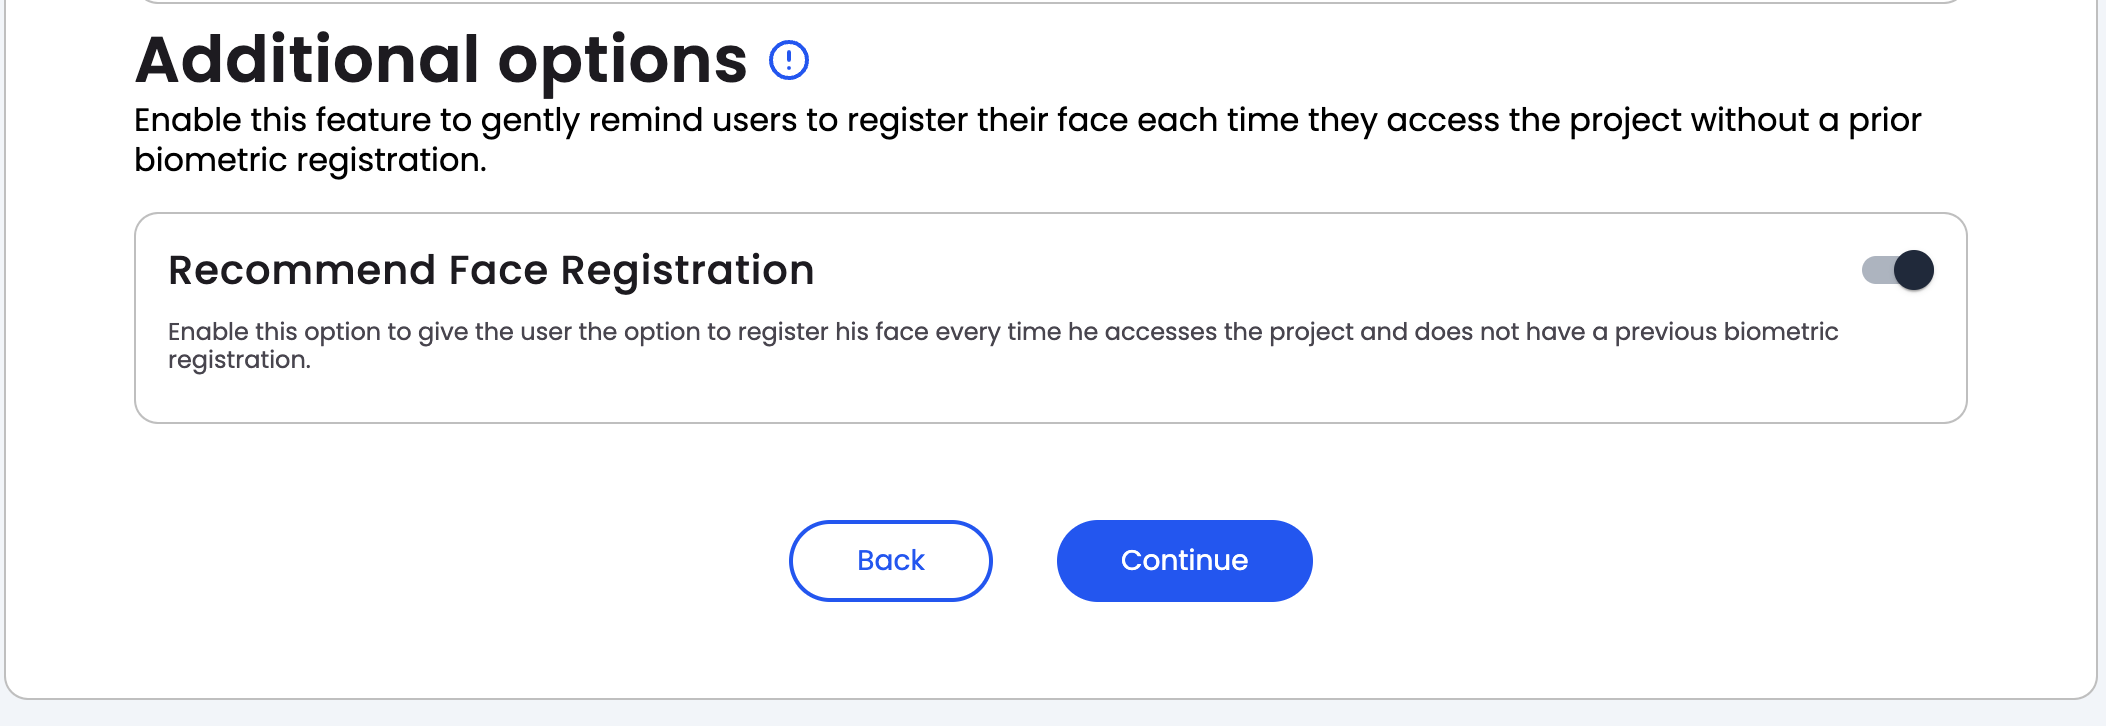 Additional options
Enable this feature to gently remind users to register their face each time they access the project without a prior
biometric registration.
Recommend Face Registration
Enable this option to give the user the option to register his face every time he accesses the project and does not have a previous biometric
registration.
Back
Continue